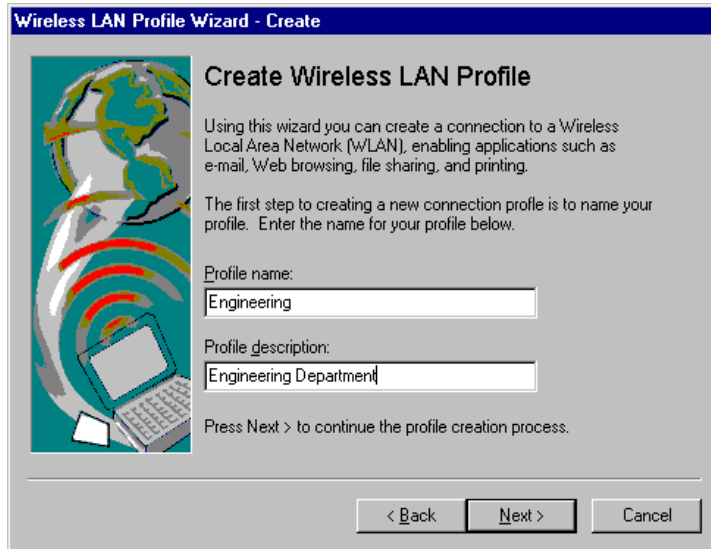 Wireless LAN Profile Wizard - Create
Create Wireless LAN Profile
Using this wizard you can create a connection to a Wireless
Local Area Network (WLAN), enabling applications such as
e-mail, Web browsing, file sharing, and printing.
The first step to creating a new connection profile is to name your
profile. Enter the name for your profile below.
Profile name:
Engineering
Profile description:
Engineering Department
Press Next > to continue the profile creation process.
< Back
Next >
Cancel